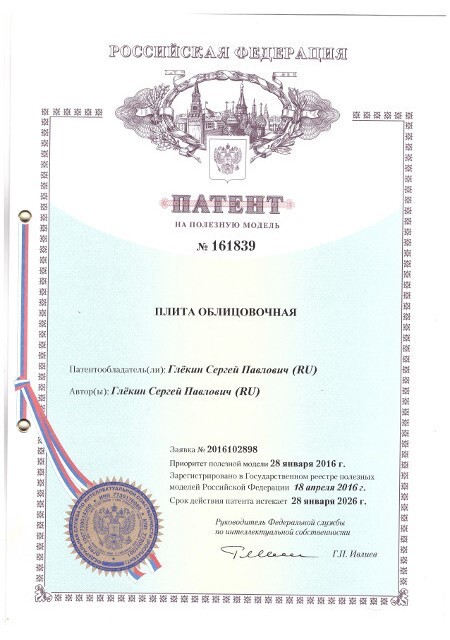 РОССИЙСКАЯ ФЕДЕРАЦИЯ
ПАТЕНТ
НА ПОЛЕЗНУЮ МОДЕЛЬ
№ 161839
ПЛИТА ОБЛИЦОВОЧНАЯ
Патентообладатель(ли): Глёкин Сергей Павлович (RU)
Автор(ы): Глёкин Сергей Павлович (RU)
Заявка № 2016102898
Приоритет полезной модели 28 января 2016 г.
Зарегистрировано в Государственном реестре полезных
моделей Российской Федерации 18 апреля 2016 г.
Срок действия патента истекает 28 января 2026 г.
Руководитель Федеральной службы
по интеллектуальной собственности
Г.П. Ивлиев